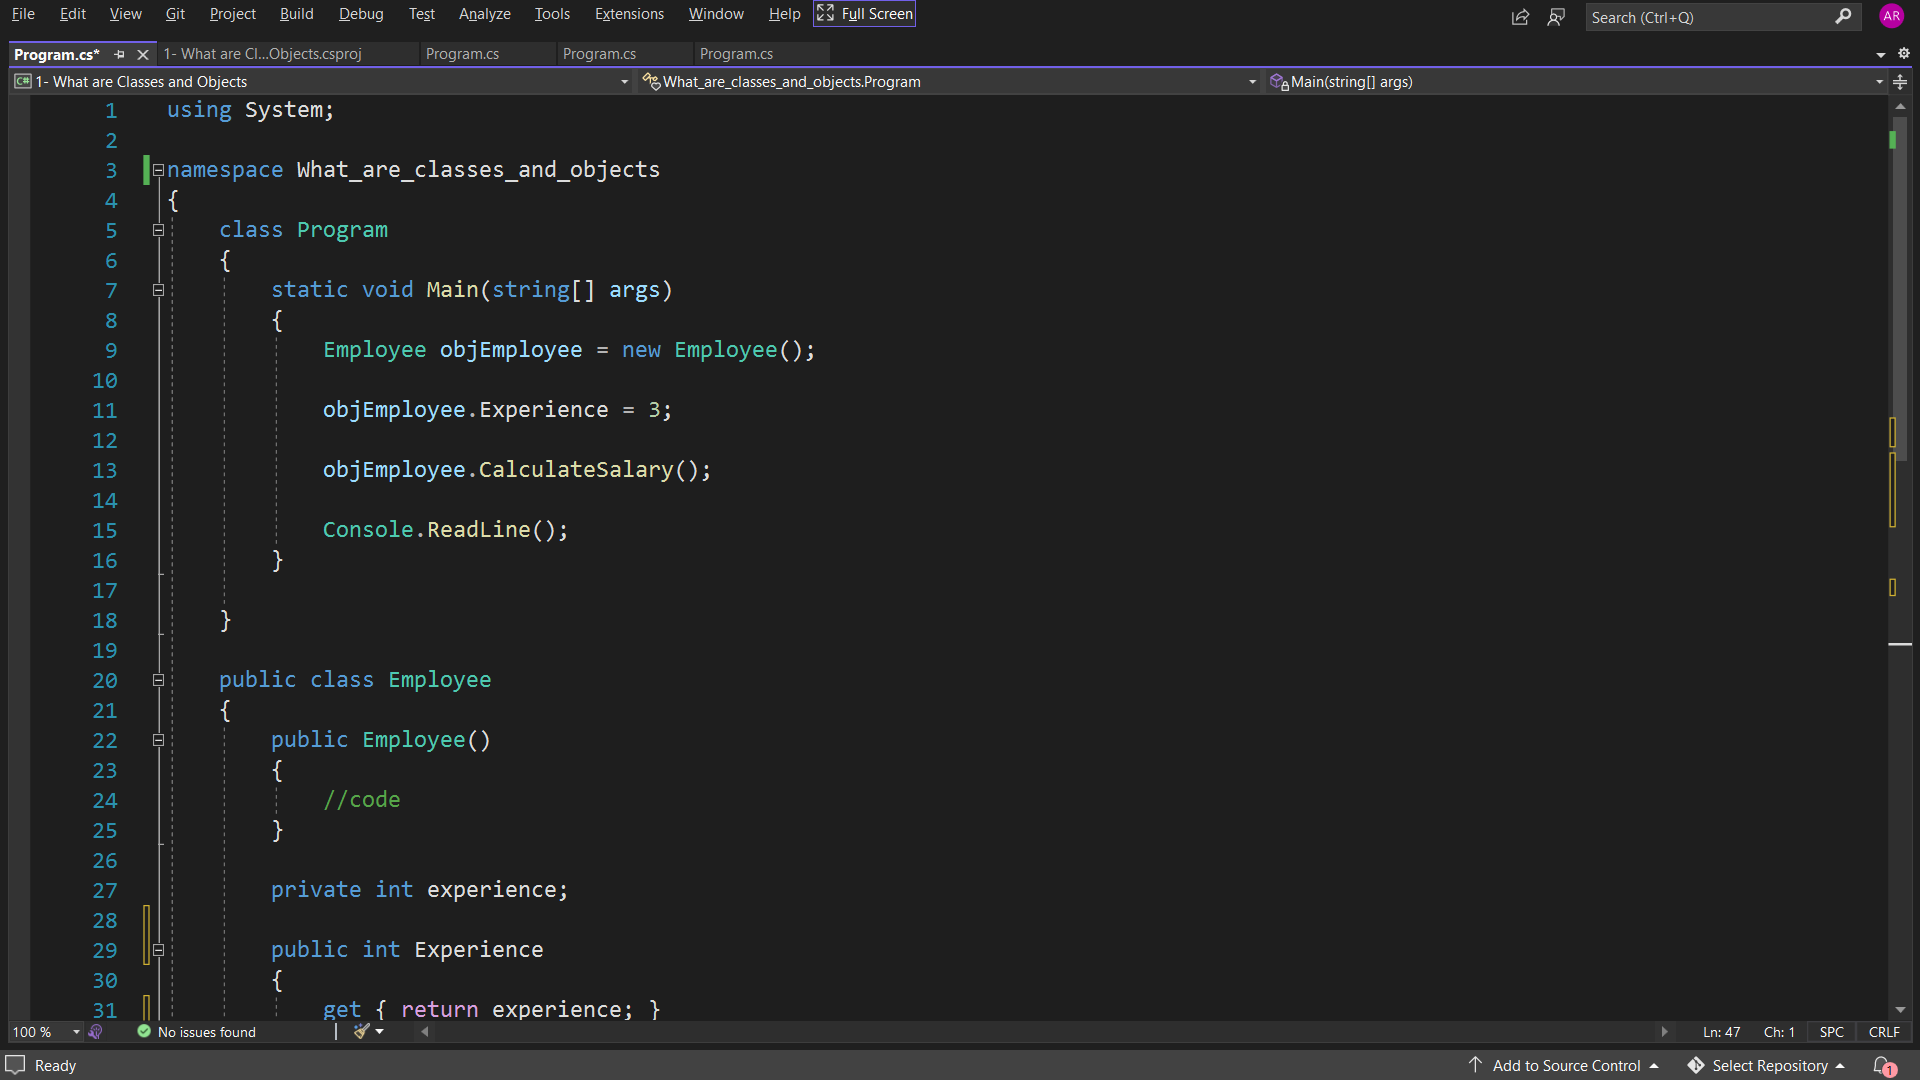 File Edit View Git Project Build Debug Test Analyze Tools Extensions Window Help Full Screen Search (Ctrl+Q) AR
Program.cs* 1- What are Cl...Objects.csproj Program.cs Program.cs Program.cs
C# 1- What are Classes and Objects What_are_classes_and_objects.Program Main(string[] args)
1 using System;
2
3 namespace What_are_classes_and_objects
4 {
5 class Program
6 {
7 static void Main(string[] args)
8 {
9 Employee objEmployee = new Employee();
10
11 objEmployee.Experience = 3;
12
13 objEmployee.CalculateSalary();
14
15 Console.ReadLine();
16 }
17
18 }
19
20 public class Employee
21 {
22 public Employee()
23 {
24 //code
25 }
26
27 private int experience;
28
29 public int Experience
30 {
31 get { return experience; }
100 % No issues found Ln: 47 Ch: 1 SPC CRLF
Ready Add to Source Control Select Repository 1